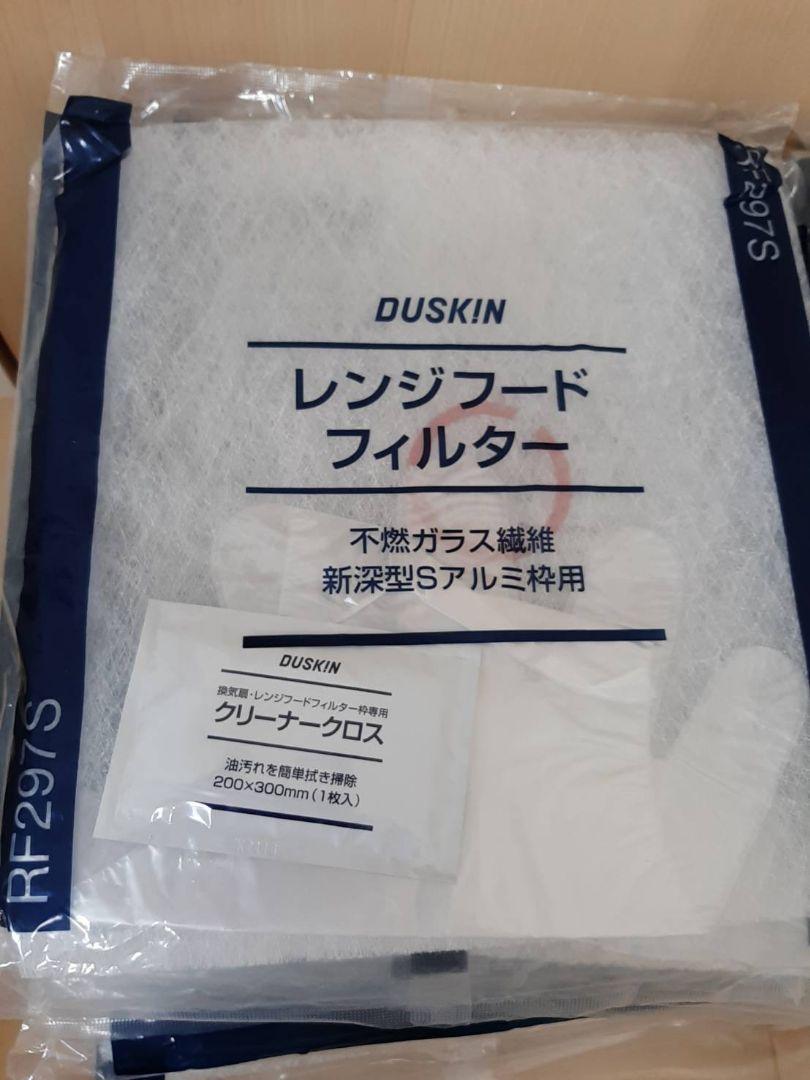 DUSK!N
レンジフード
フィルター
不燃ガラス繊維
新深型Sアルミ枠用
DUSK!N
換気扇・レンジフードフィルター枠専用
クリーナークロス
油汚れを簡単拭き掃除
200×300mm(1枚入)
RF297S
RF297S